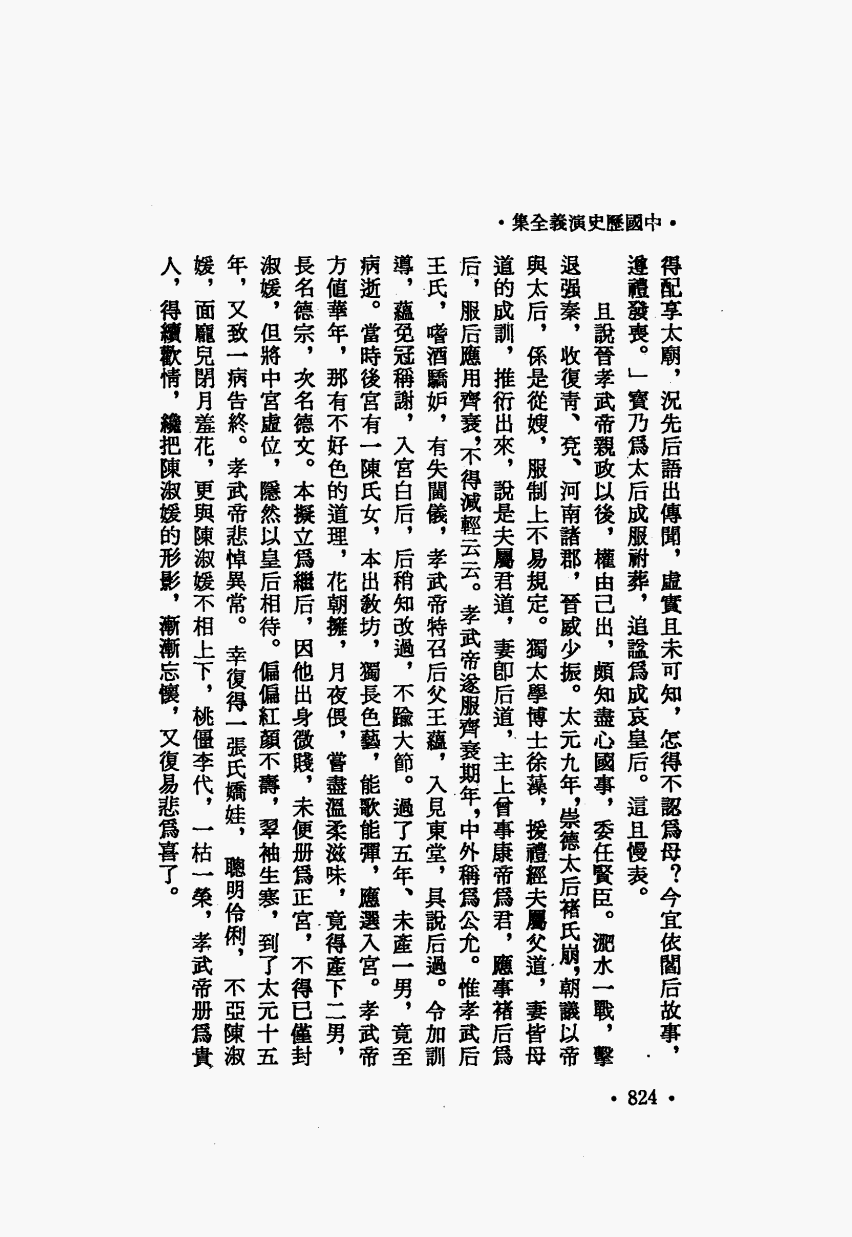 ·中國歷史演義全集·
得配享太廟，況先后語出傳聞，虛實且未可知，怎得不認爲母？今宜依閻后故事，
遵禮發喪。」寶乃爲太后成服祔葬，追諡爲成哀皇后。這且慢表。
且說晉孝武帝親政以後，權由己出，頗知盡心國事，委任賢臣。淝水一戰，擊
退强秦，收復靑、兗、河南諸郡，晉威少振。太元九年，崇德太后褚氏崩，朝議以帝
與太后，係是從嫂，服制上不易規定。獨太學博士徐藻，援禮經夫屬父道，妻皆母
道的成訓，推衍出來，說是夫屬君道，妻卽后道，主上曾事康帝爲君，應事褚后爲
后，服后應用齊衰，不得減輕云云。孝武帝遂服齊衰期年，中外稱爲公允。惟孝武后
王氏，嗜酒驕妒，有失閫儀，孝武帝特召后父王蘊，入見東堂，具說后過。令加訓
導，蘊免冠稱謝，入宮白后，后稍知改過，不踰大節。過了五年、未產一男，竟至
病逝。當時後宮有一陳氏女，本出敎坊，獨長色藝，能歌能彈，應選入宮。孝武帝
方値華年，那有不好色的道理，花朝擁，月夜偎，嘗盡溫柔滋味，竟得產下二男，
長名德宗，次名德文。本擬立爲繼后，因他出身微賤，未便册爲正宮，不得已僅封
淑媛，但將中宮虛位，隱然以皇后相待。偏偏紅顏不壽，翠袖生寒，到了太元十五
年，又致一病告終。孝武帝悲悼異常。幸復得一張氏嬌娃，聰明伶俐，不亞陳淑
媛，面龐兒閉月羞花，更與陳淑媛不相上下，桃僵李代，一枯一榮，孝武帝册爲貴
人，得續歡情，纔把陳淑媛的形影，漸漸忘懷，又復易悲爲喜了。
·824·